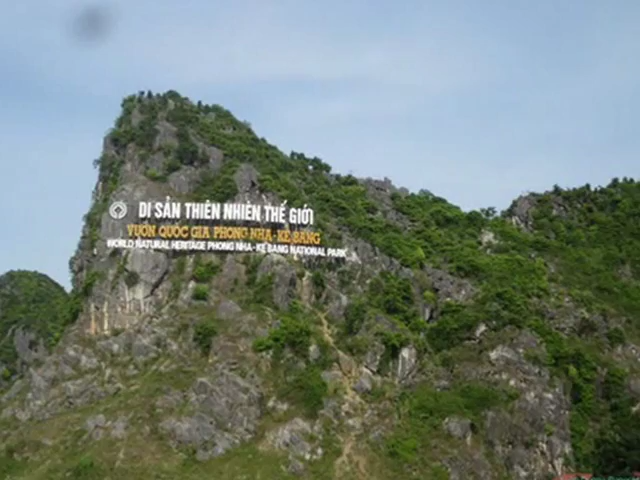 DI SẢN THIÊN NHIÊN THẾ GIỚI
VƯỜN QUỐC GIA PHONG NHA - KẺ BÀNG
WORLD NATURAL HERITAGE PHONG NHA - KE BANG NATIONAL PARK